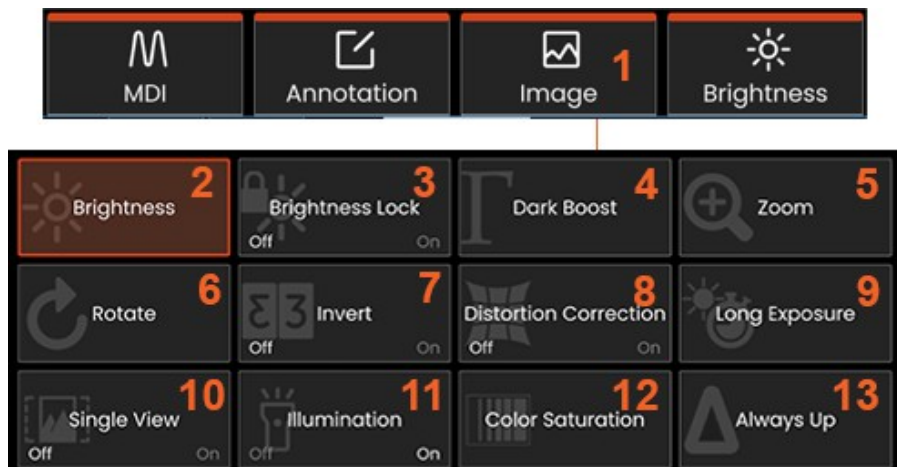 MDI Annotation Image 1 Brightness
Brightness 2 Brightness Lock 3 Off On Dark Boost 4 Zoom 5
Rotate 6 Invert 7 Off On Distortion Correction 8 Off On Long Exposure 9
Single View 10 Off On Illumination 11 Off On Color Saturation 12 Always Up 13